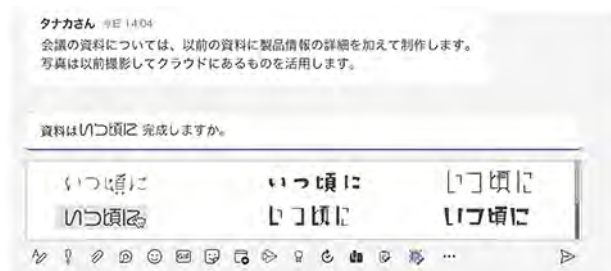 タナカさん 今日 14:04
会議の資料については、以前の資料に製品情報の詳細を加えて制作します。
写真は以前撮影してクラウドにあるものを活用します。
資料はいつ頃に 完成しますか。
いつ頃に いつ頃に いつ頃に
いつ頃に いつ頃に いつ頃に
GIF